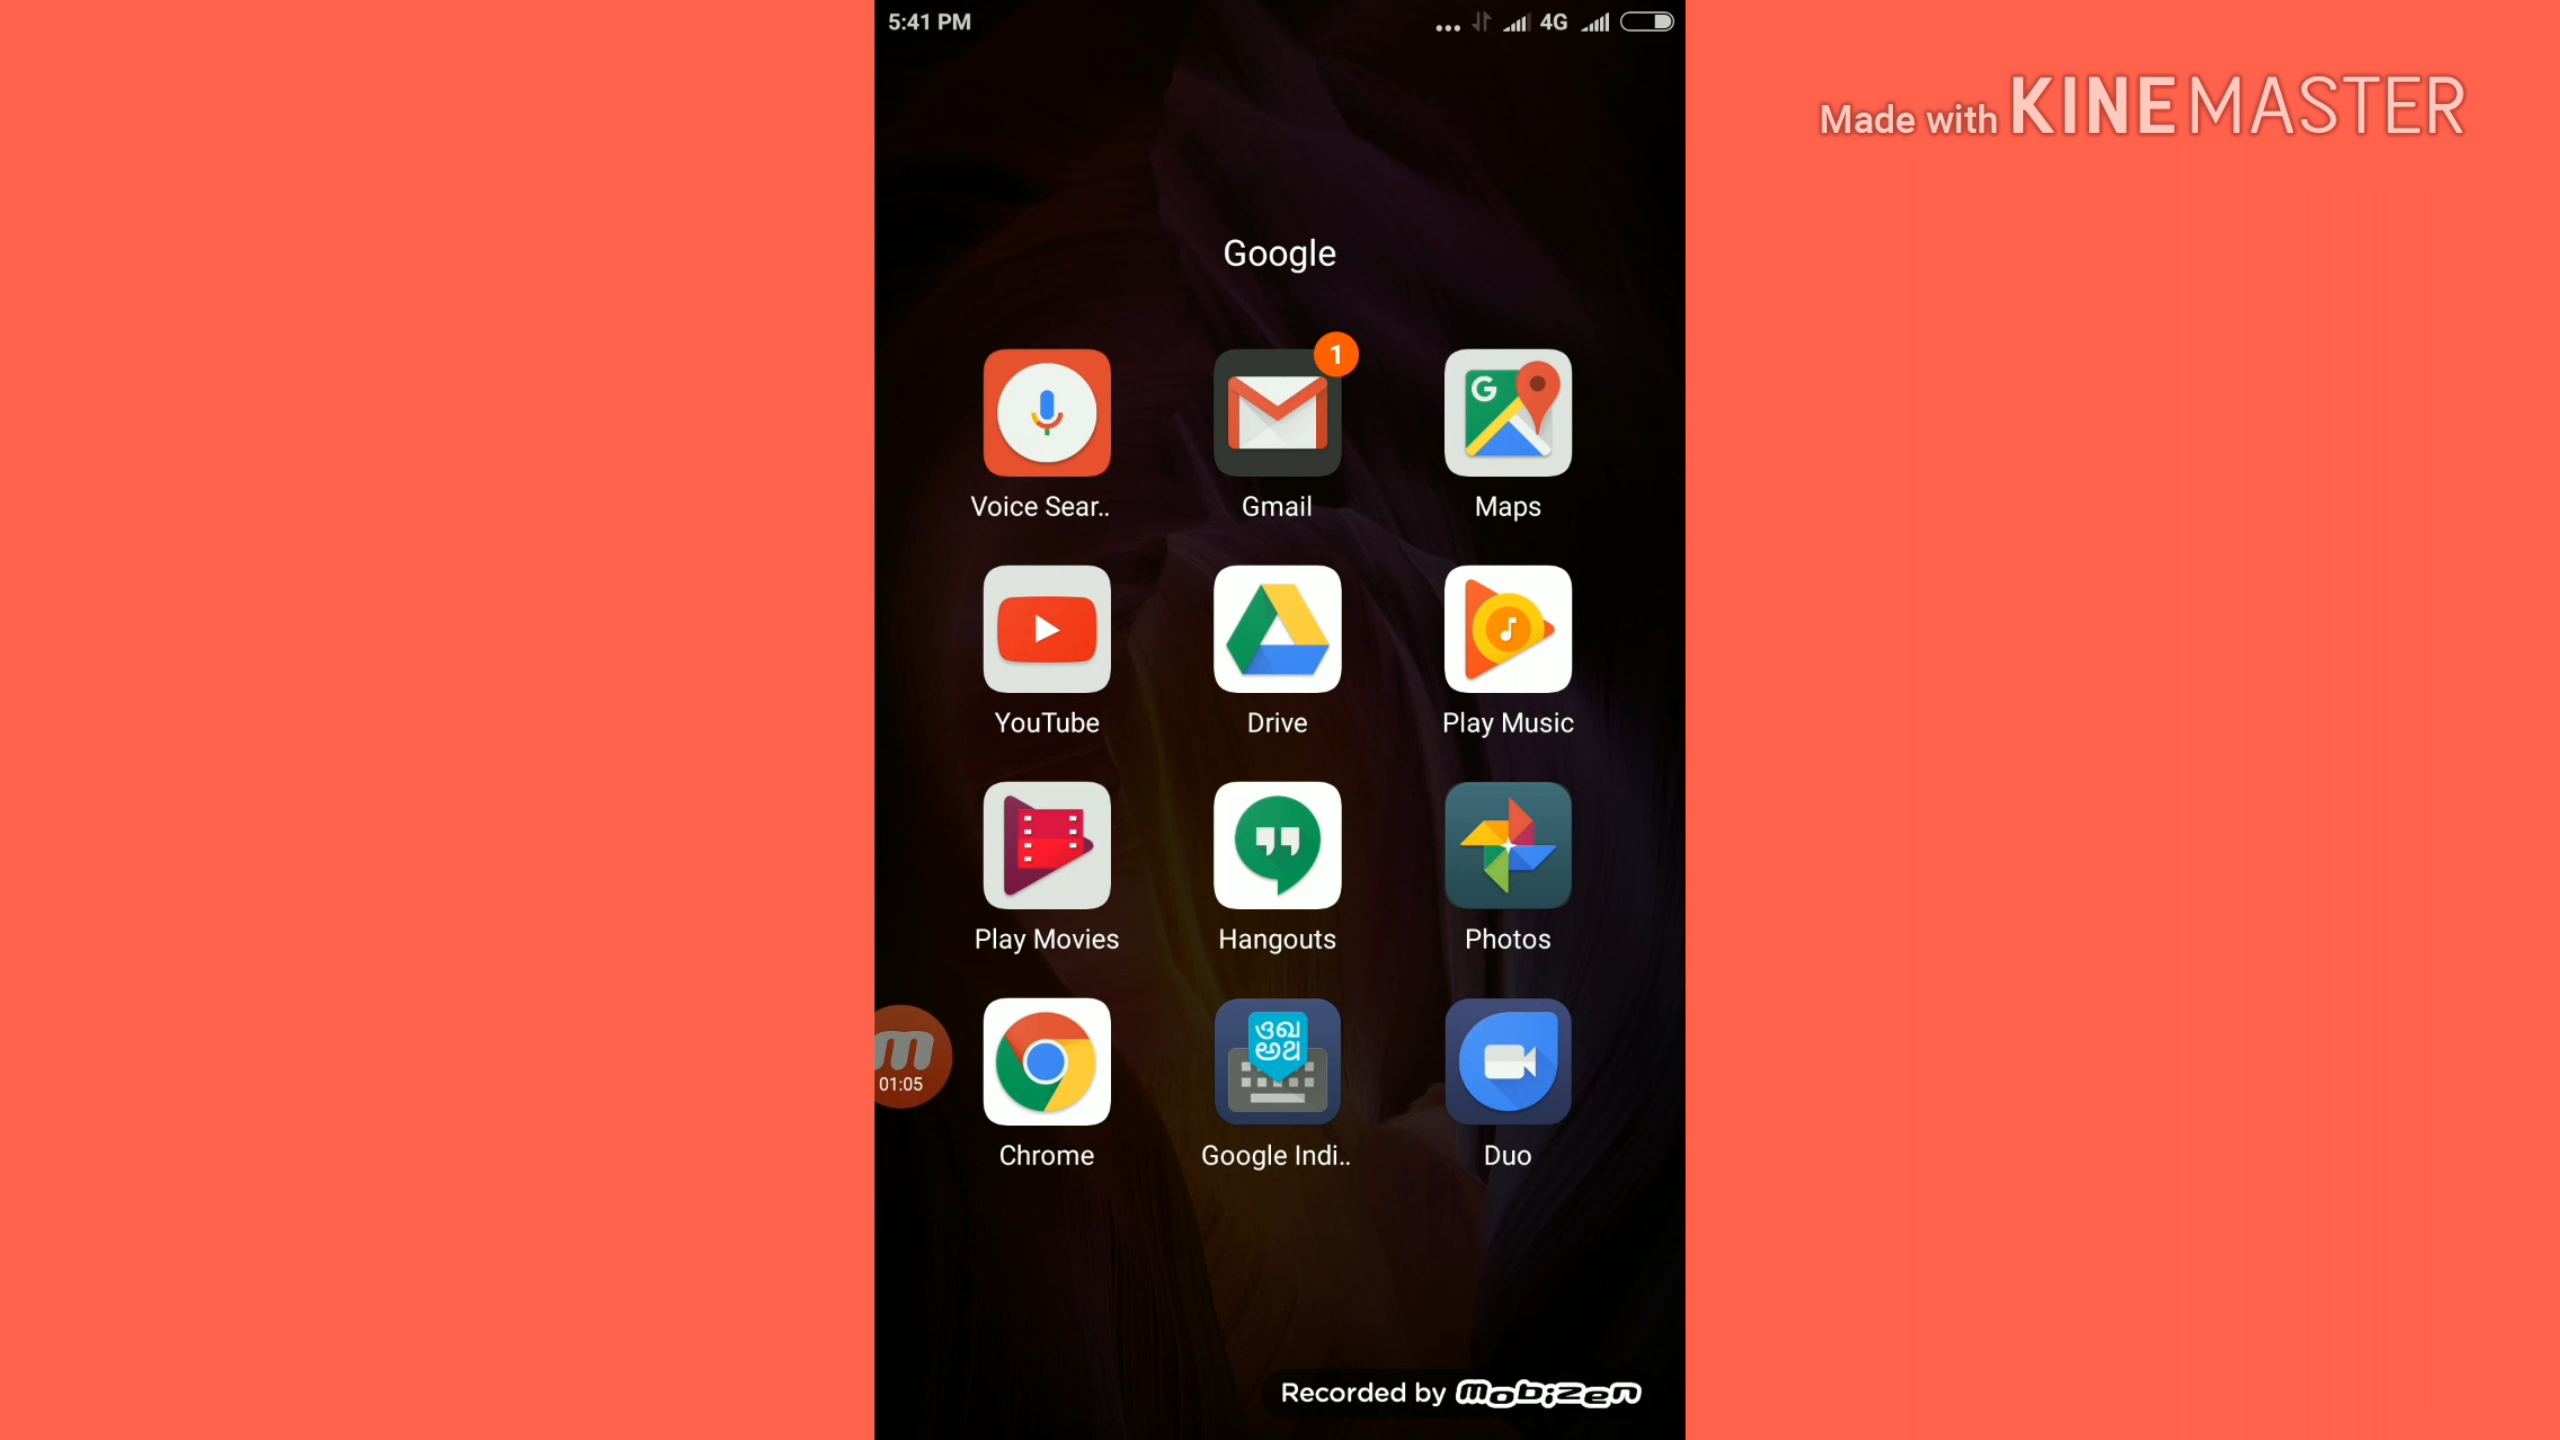 5:41 PM
4G
Made with KINEMASTER
Google
1
Voice Sear..
Gmail
Maps
YouTube
Drive
Play Music
Play Movies
Hangouts
Photos
01:05
Chrome
Google Indi..
Duo
Recorded by mobizen